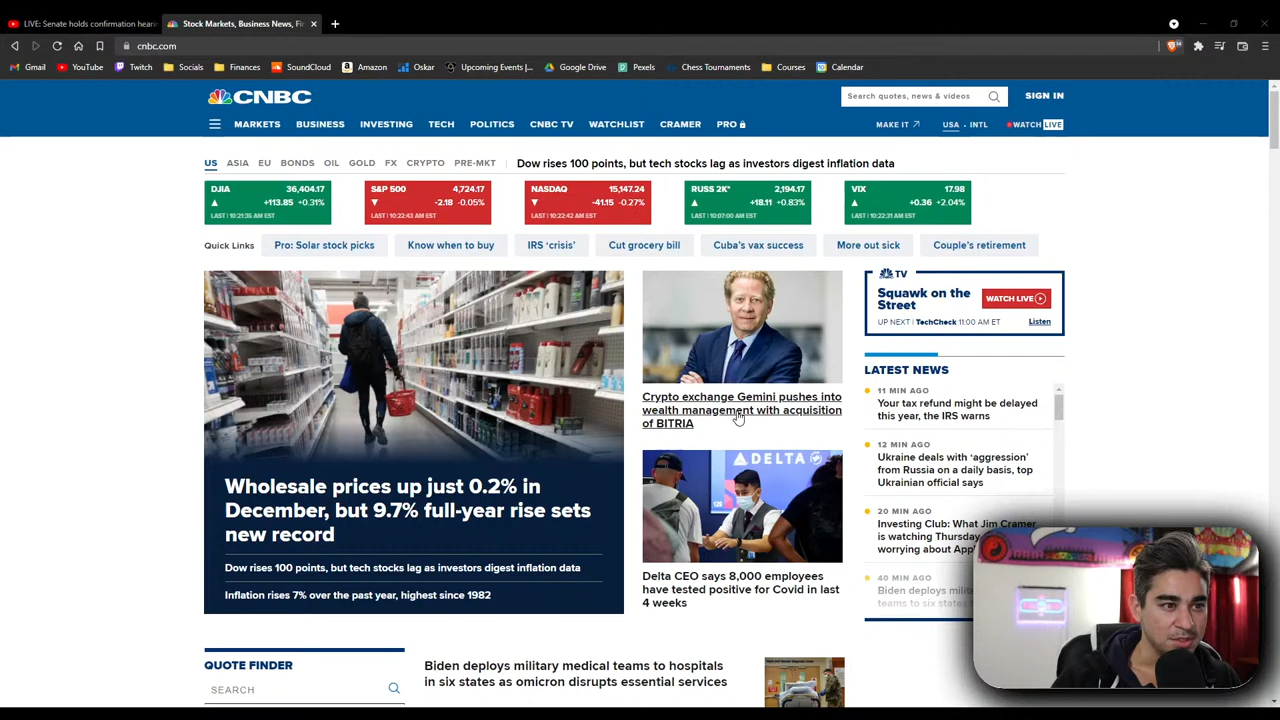 LIVE: Senate holds confirmation hearin
Stock Markets, Business News, Fin
cnbc.com
Gmail
YouTube
Twitch
Socials
Finances
SoundCloud
Amazon
Oskar
Upcoming Events |...
Google Drive
Pexels
Chess Tournaments
Courses
Calendar
CNBC
Search quotes, news & videos
SIGN IN
MARKETS BUSINESS INVESTING TECH POLITICS CNBC TV WATCHLIST CRAMER PRO
MAKE IT
USA • INTL
WATCH LIVE
US ASIA EU BONDS OIL GOLD FX CRYPTO PRE-MKT
Dow rises 100 points, but tech stocks lag as investors digest inflation data
DJIA 36,404.17
+113.85 +0.31%
LAST | 10:21:35 AM EST
S&P 500 4,724.17
-2.18 -0.05%
LAST | 10:22:43 AM EST
NASDAQ 15,147.24
-41.15 -0.27%
LAST | 10:22:42 AM EST
RUSS 2K* 2,194.17
+18.11 +0.83%
LAST | 10:07:00 AM EST
VIX 17.98
+0.36 +2.04%
LAST | 10:22:31 AM EST
Quick Links
Pro: Solar stock picks
Know when to buy
IRS ‘crisis’
Cut grocery bill
Cuba's vax success
More out sick
Couple's retirement
Wholesale prices up just 0.2% in
December, but 9.7% full-year rise sets
new record
Dow rises 100 points, but tech stocks lag as investors digest inflation data
Inflation rises 7% over the past year, highest since 1982
Crypto exchange Gemini pushes into
wealth management with acquisition
of BITRIA
DELTA
Delta CEO says 8,000 employees
have tested positive for Covid in last
4 weeks
TV
Squawk on the
Street
WATCH LIVE
UP NEXT | TechCheck 11:00 AM ET
Listen
LATEST NEWS
11 MIN AGO
Your tax refund might be delayed
this year, the IRS warns
12 MIN AGO
Ukraine deals with ‘aggression’
from Russia on a daily basis, top
Ukrainian official says
20 MIN AGO
Investing Club: What Jim Cramer
is watching Thursday
worrying about App
40 MIN AGO
Biden deploys milita
teams to six states
QUOTE FINDER
SEARCH
Biden deploys military medical teams to hospitals
in six states as omicron disrupts essential services